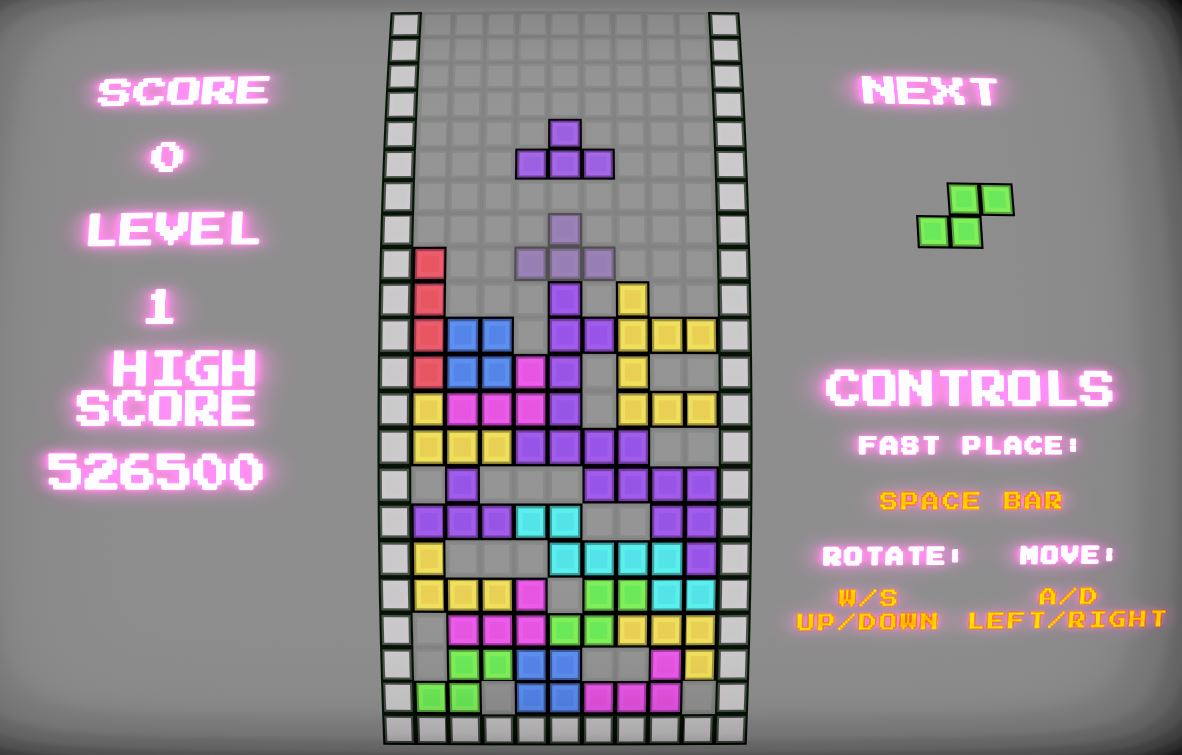 SCORE
0
LEVEL
1
HIGH
SCORE
526500
NEXT
CONTROLS
FAST PLACE:
SPACE BAR
ROTATE: MOVE:
W/S A/D
UP/DOWN LEFT/RIGHT